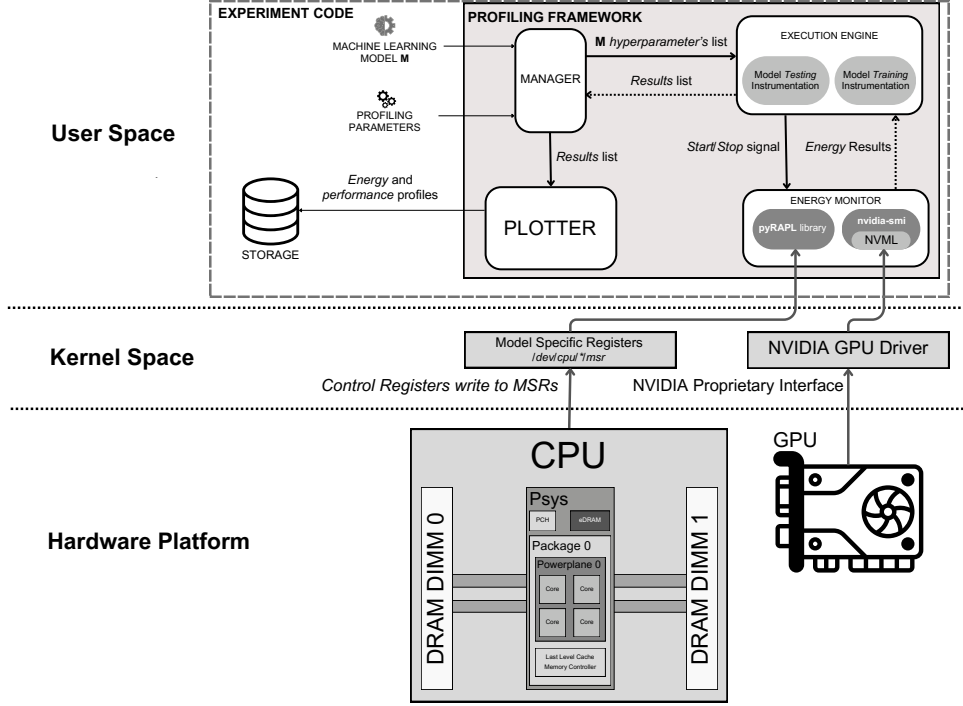 EXPERIMENT CODE
PROFILING FRAMEWORK
MACHINE LEARNING
MODEL M
PROFILING
PARAMETERS
MANAGER
M hyperparameter's list
Results list
EXECUTION ENGINE
Model Testing
Instrumentation
Model Training
Instrumentation
User Space
Results list
Start/Stop signal
Energy Results
Energy and
performance profiles
STORAGE
PLOTTER
ENERGY MONITOR
pyRAPL library
nvidia-smi
NVML
Kernel Space
Model Specific Registers
/dev/cpu/*/msr
NVIDIA GPU Driver
Control Registers write to MSRs
NVIDIA Proprietary Interface
Hardware Platform
CPU
GPU
DRAM DIMM 0
Psys
PCH
eDRAM
Package 0
Powerplane 0
Core
Core
Core
Core
Last Level Cache
Memory Controller
DRAM DIMM 1